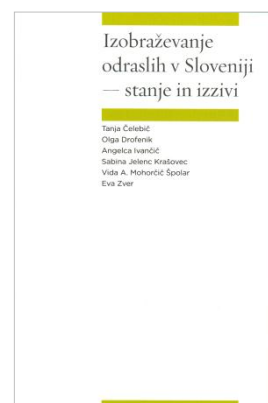 Izobraževanje
odraslih v Sloveniji
— stanje in izzivi
Tanja Čelebič
Olga Drofenik
Angelca Ivančič
Sabina Jelenc Krašovec
Vida A. Mohorčič Špolar
Eva Zver